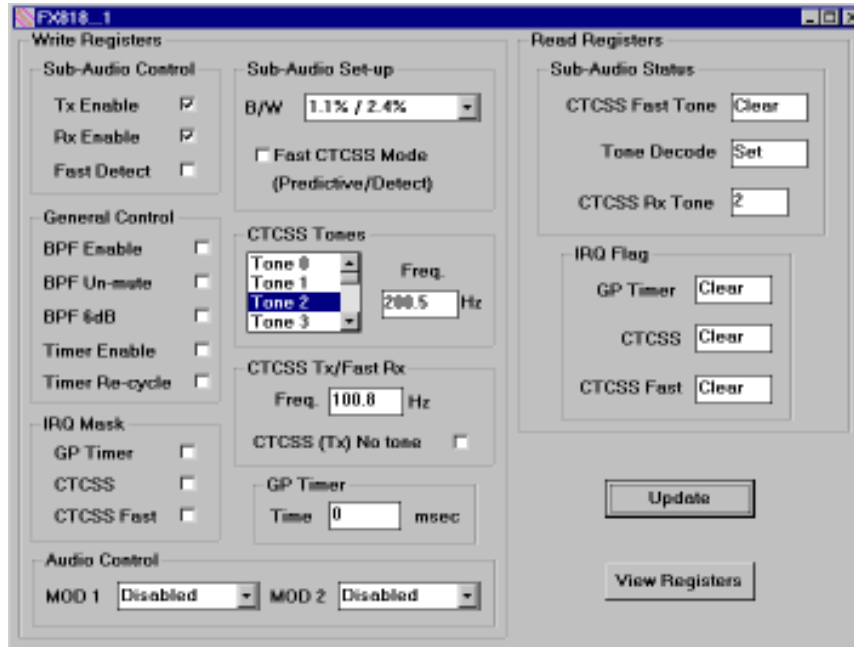 FX818...1
Write Registers
Sub-Audio Control
Tx Enable
Rx Enable
Fast Detect
General Control
BPF Enable
BPF Un-mute
BPF 6dB
Timer Enable
Timer Re-cycle
IRQ Mask
GP Timer
CTCSS
CTCSS Fast
Sub-Audio Set-up
B/W 1.1% / 2.4%
Fast CTCSS Mode
(Predictive/Detect)
CTCSS Tones
Tone 0
Tone 1
Tone 2
Tone 3
Freq.
200.5 Hz
CTCSS Tx/Fast Rx
Freq. 100.8 Hz
CTCSS (Tx) No tone
GP Timer
Time 0 msec
Audio Control
MOD 1 Disabled MOD 2 Disabled
Read Registers
Sub-Audio Status
CTCSS Fast Tone Clear
Tone Decode Set
CTCSS Rx Tone 2
IRQ Flag
GP Timer Clear
CTCSS Clear
CTCSS Fast Clear
Update
View Registers